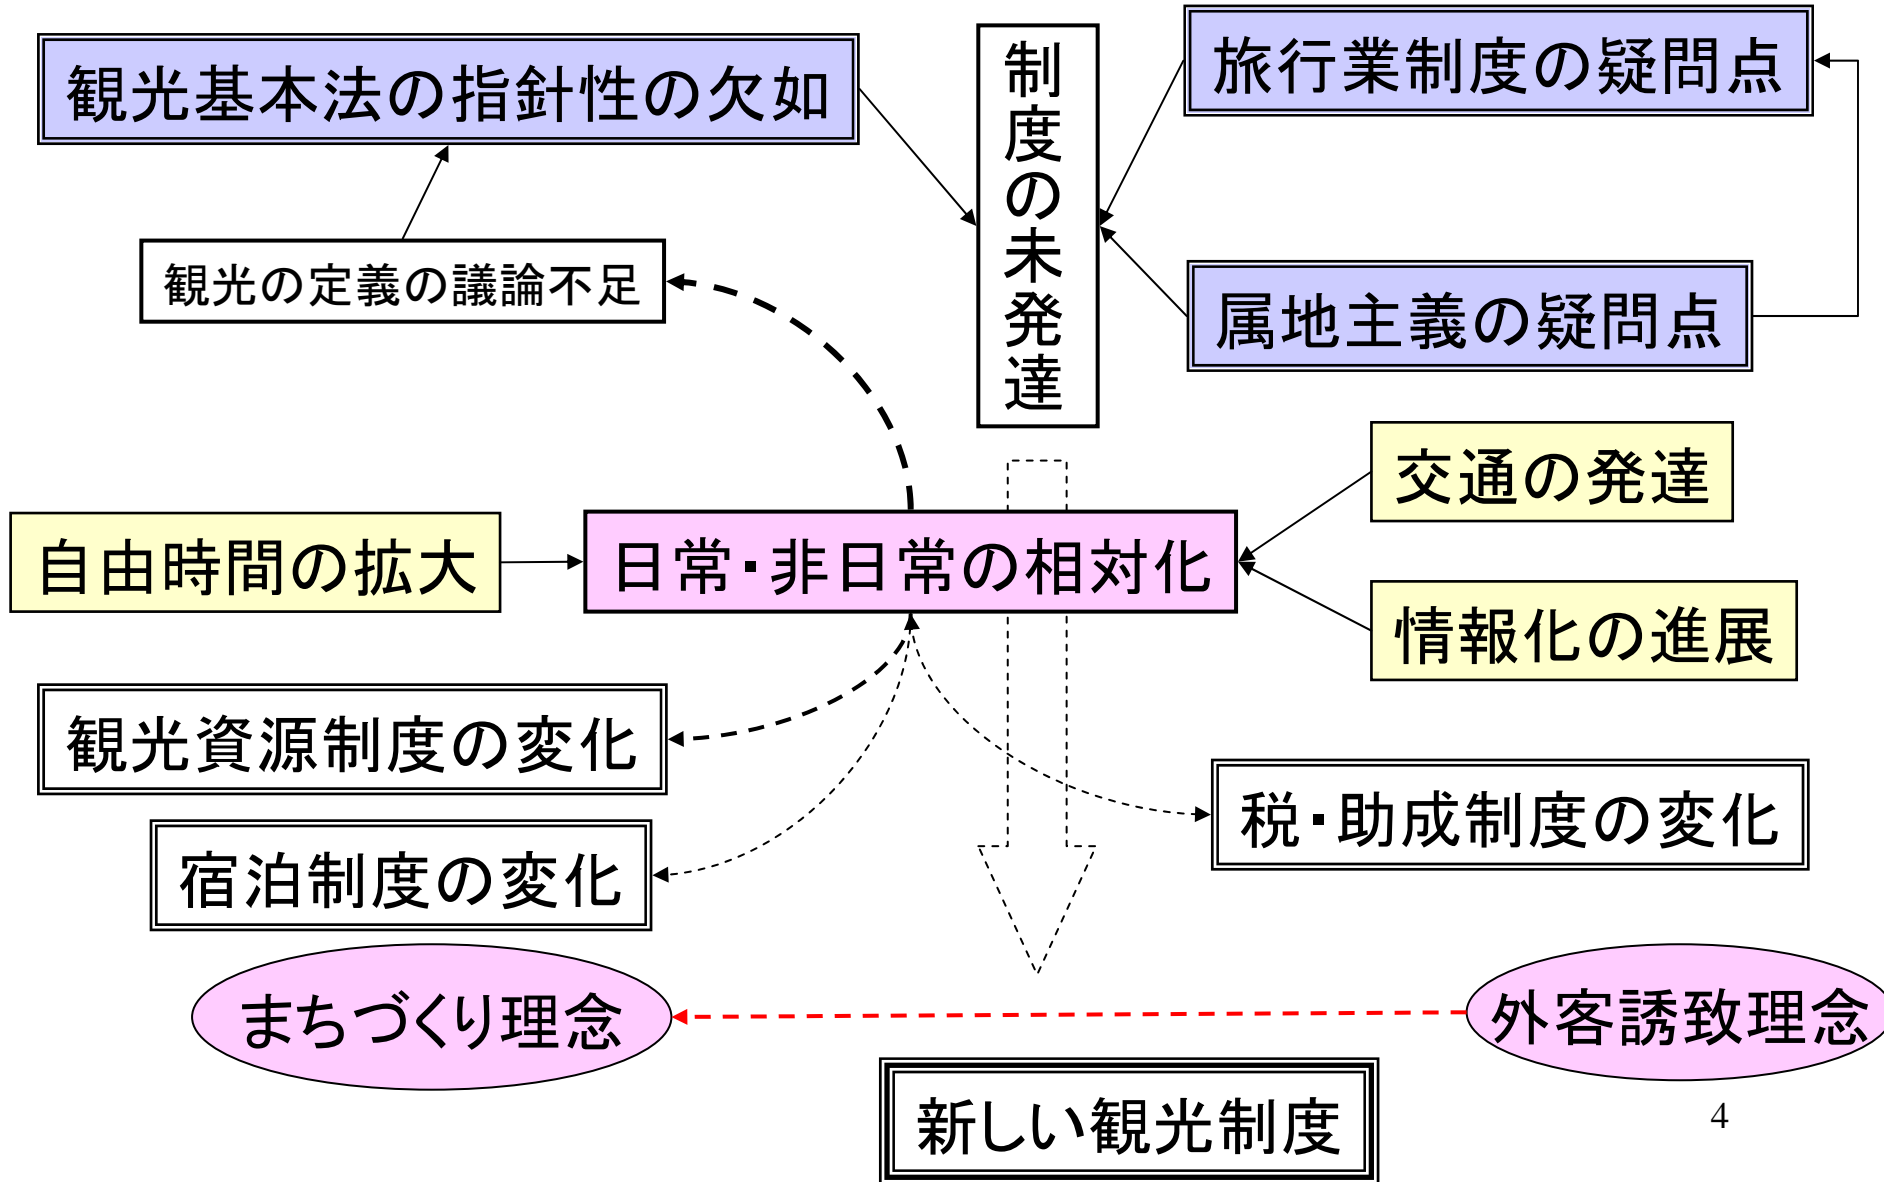 観光基本法の指針性の欠如
制度の未発達
旅行業制度の疑問点
観光の定義の議論不足
属地主義の疑問点
交通の発達
自由時間の拡大
日常・非日常の相対化
情報化の進展
観光資源制度の変化
税・助成制度の変化
宿泊制度の変化
まちづくり理念
外客誘致理念
新しい観光制度
4